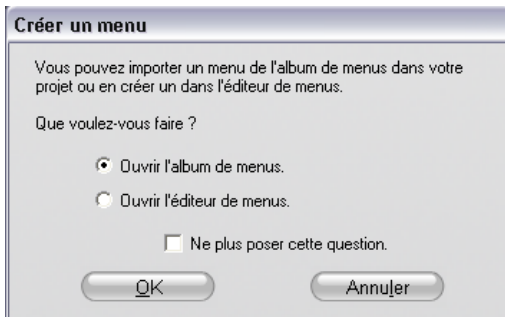 Créer un menu
Vous pouvez importer un menu de l'album de menus dans votre
projet ou en créer un dans l'éditeur de menus.
Que voulez-vous faire ?
Ouvrir l'album de menus.
Ouvrir l'éditeur de menus.
Ne plus poser cette question.
OK Annuler